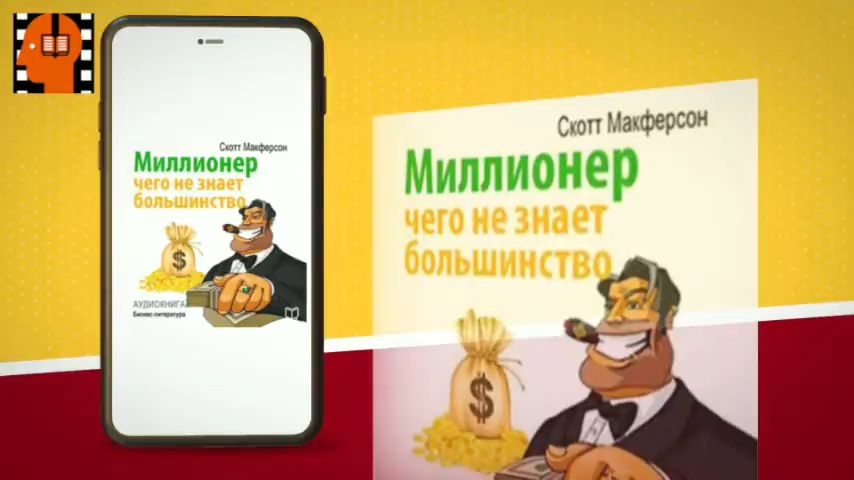 Скотт Макферсон
Миллионер
чего не знает
большинство
$
АУДИОКНИГА
Бизнес-литература
Скотт Макферсон
Миллионер
чего не знает
большинство
$